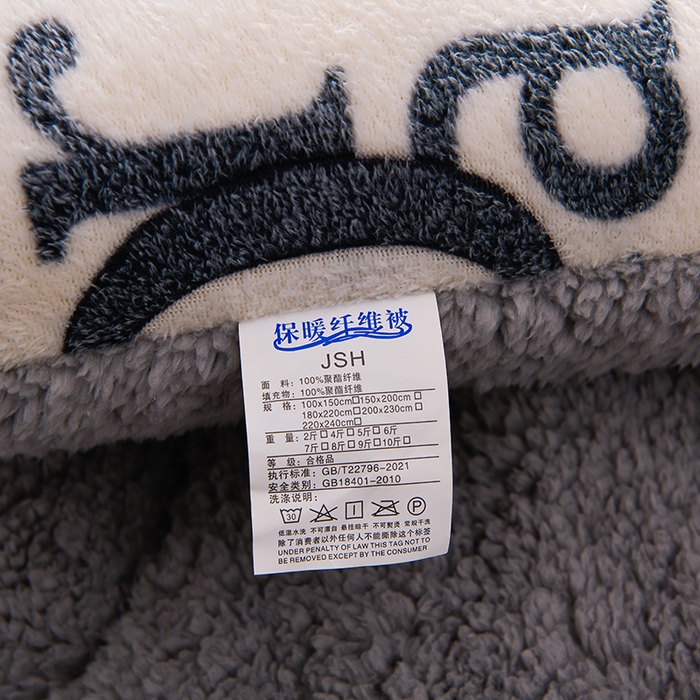 保暖纤维被
JSH
面 料：100%聚酯纤维
填充物：100%聚酯纤维
规 格：100x150cm□150x200cm□
180x220cm□200x230cm□
220x240cm□
重 量：2斤□4斤□5斤□6斤
7斤□8斤□9斤□10斤□
等 级：合格品
执行标准：GB/T22796-2021
安全类别：GB18401-2010
洗涤说明：
30 P
低温水洗 不可漂白 悬挂晾干 不可熨烫 常规干洗
除了消费者以外任何人不能撕除这个标签
UNDER PENALTY OF LAW THIS TAG NOT TO
BE REMOVED EXCEPT BY THE CONSUMER